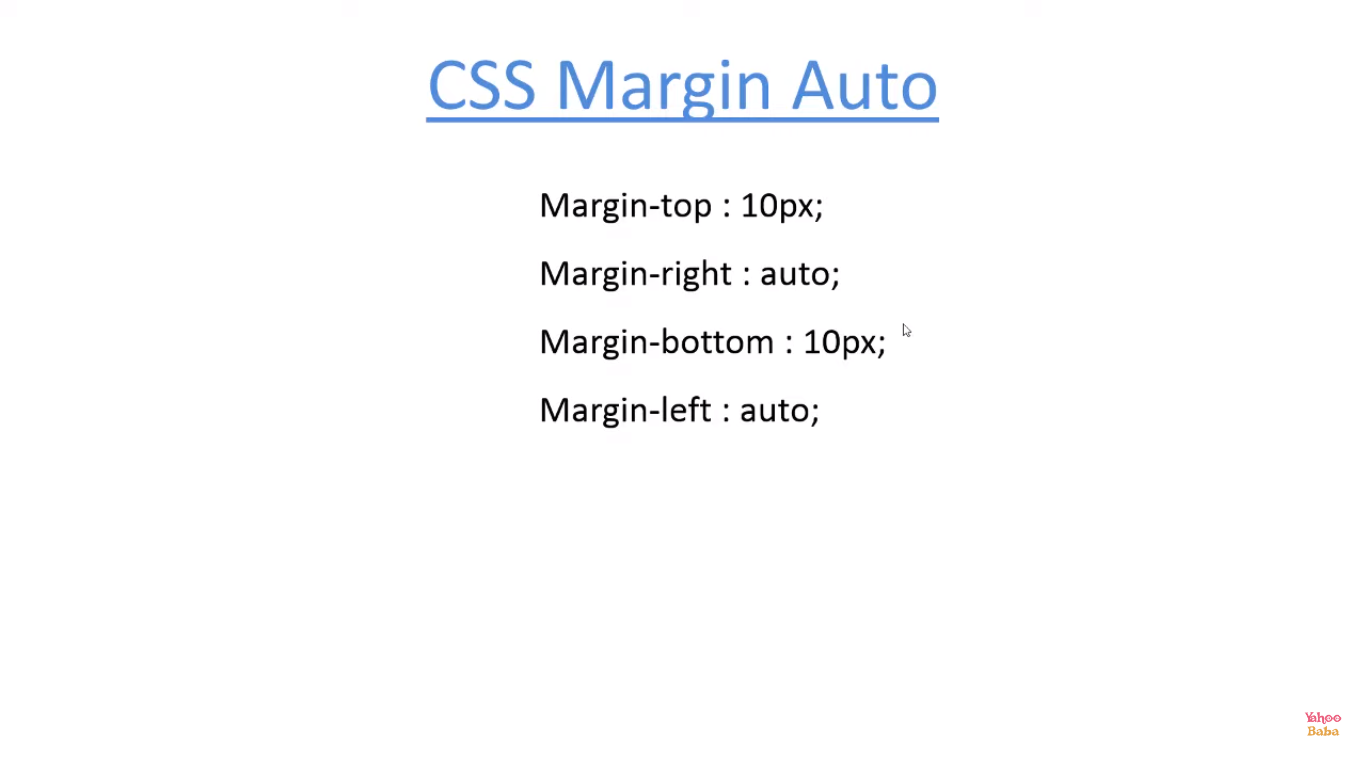 CSS Margin Auto
Margin-top : 10px;
Margin-right : auto;
Margin-bottom : 10px;
Margin-left : auto;
Yahoo
Baba